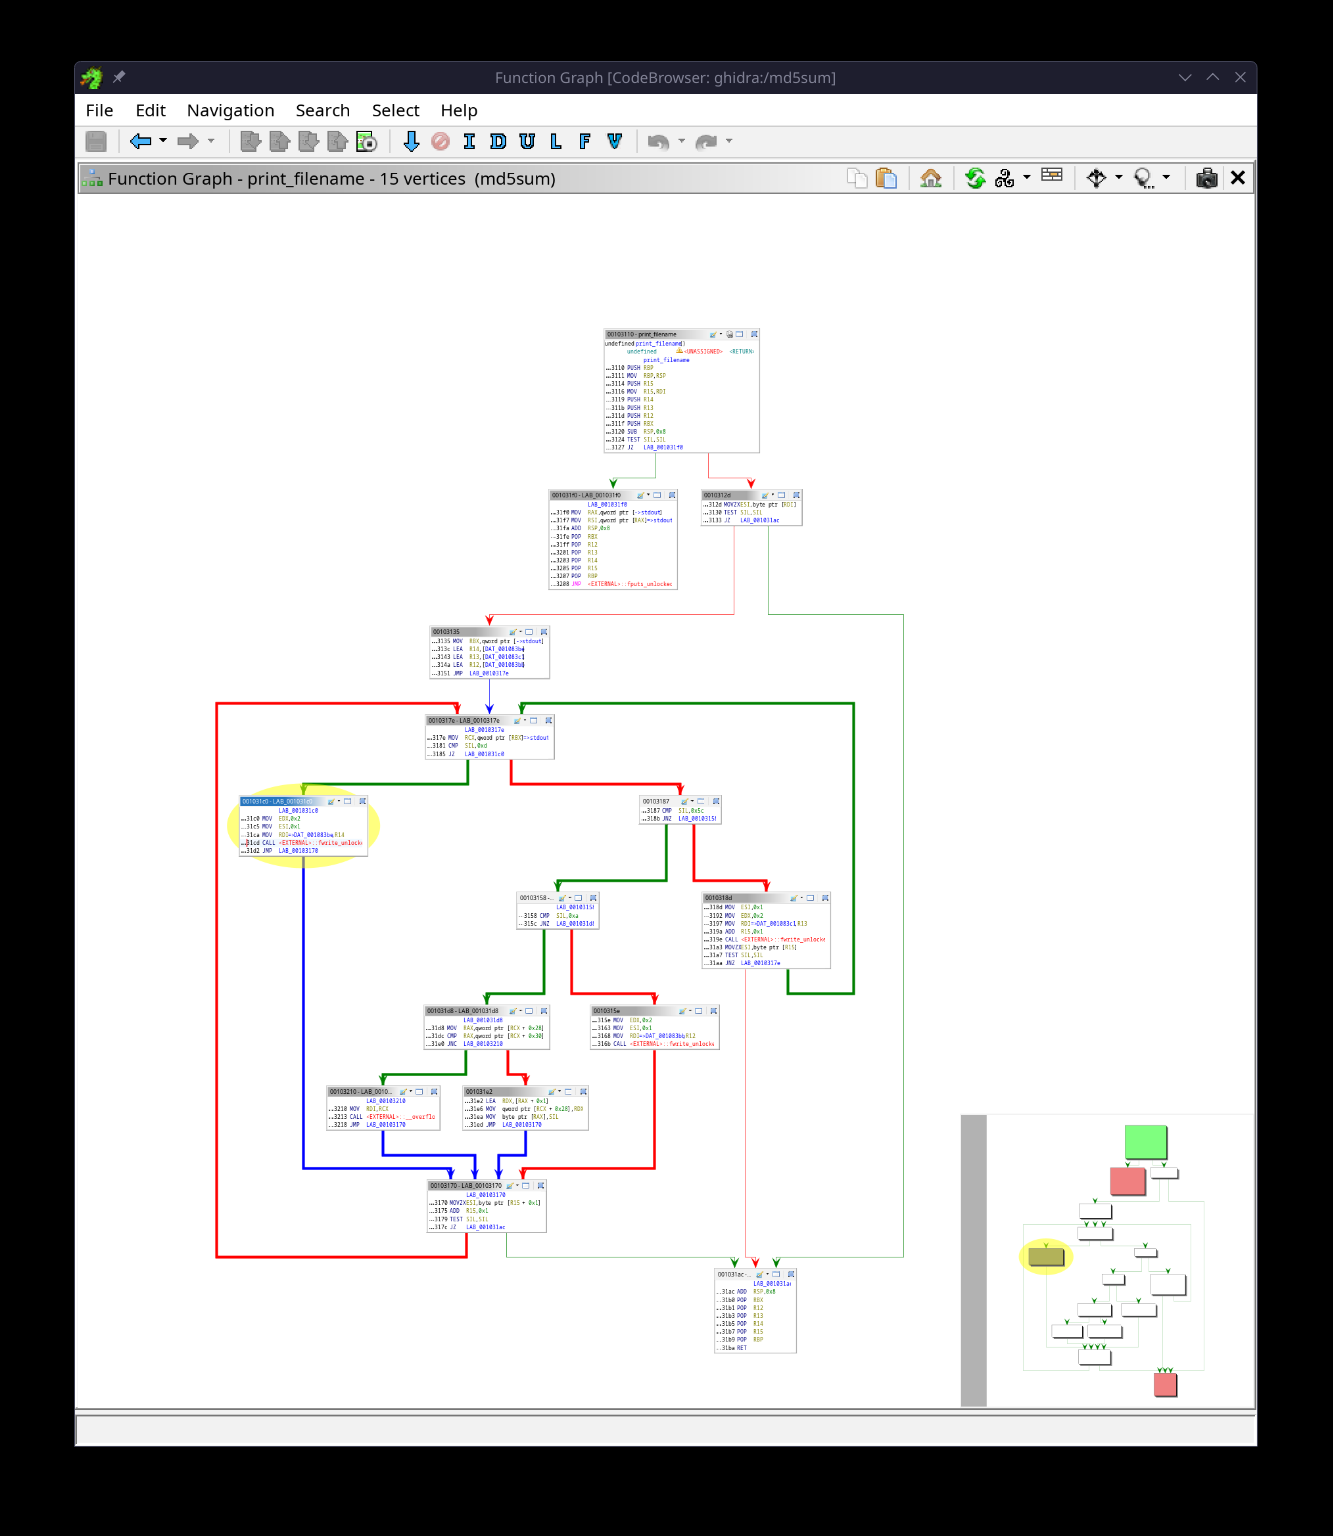 Function Graph [CodeBrowser: ghidra:/md5sum]
File Edit Navigation Search Select Help
I D U L F V
Function Graph - print_filename - 15 vertices (md5sum)
00103110 - print_filename
undefined print_filename()
undefined <UNASSIGNED> <RETURN>
print_filename
...3110 PUSH RBP
...3111 MOV RBP,RSP
...3114 PUSH R15
...3116 MOV R15,RDI
...3119 PUSH R14
...311b PUSH R13
...311d PUSH R12
...311f PUSH RBX
...3120 SUB RSP,0x8
...3124 TEST SIL,SIL
...3127 JZ LAB_001031f0
001031f0 - LAB_001031f0
LAB_001031f0
...31f0 MOV RAX,qword ptr [->stdout]
...31f7 MOV RSI,qword ptr [RAX]=>stdout
...31fa ADD RSP,0x8
...31fe POP RBX
...31ff POP R12
...3201 POP R13
...3203 POP R14
...3205 POP R15
...3207 POP RBP
...3208 JMP <EXTERNAL>::fputs_unlocked
0010312d
...312d MOVZX ESI,byte ptr [RDI]
...3130 TEST SIL,SIL
...3133 JZ LAB_001031ac
00103135
...3135 MOV RBX,qword ptr [->stdout]
...313c LEA R14,[DAT_001083be]
...3143 LEA R13,[DAT_001083c1]
...314a LEA R12,[DAT_001083bb]
...3151 JMP LAB_0010317e
0010317e - LAB_0010317e
LAB_0010317e
...317e MOV RCX,qword ptr [RBX]=>stdout
...3181 CMP SIL,0xd
...3185 JZ LAB_001031c0
001031c0 - LAB_001031c0
LAB_001031c0
...31c0 MOV EDX,0x2
...31c5 MOV ESI,0x1
...31ca MOV RDI=>DAT_001083be,R14
...31cd CALL <EXTERNAL>::fwrite_unlocke
...31d2 JMP LAB_00103170
00103187
...3187 CMP SIL,0x5c
...318b JNZ LAB_0010315
00103158 -...
LAB_0010315
...3158 CMP SIL,0xa
...315c JNZ LAB_001031d
0010318d
...318d MOV ESI,0x1
...3192 MOV EDX,0x2
...3197 MOV RDI=>DAT_001083c1,R13
...319a ADD R15,0x1
...319e CALL <EXTERNAL>::fwrite_unlocke
...31a3 MOVZX ESI,byte ptr [R15]
...31a7 TEST SIL,SIL
...31aa JNZ LAB_0010317e
001031d8 - LAB_001031d8
LAB_001031d8
...31d8 MOV RAX,qword ptr [RCX + 0x28]
...31dc CMP RAX,qword ptr [RCX + 0x30]
...31e0 JNC LAB_00103210
0010315e
...315e MOV EDX,0x2
...3163 MOV ESI,0x1
...3168 MOV RDI=>DAT_001083bb,R12
...316b CALL <EXTERNAL>::fwrite_unlocke
00103210 - LAB_0010...
LAB_00103210
...3210 MOV RDI,RCX
...3213 CALL <EXTERNAL>::__overflo
...3218 JMP LAB_00103170
001031e2
...31e2 LEA RDX,[RAX + 0x1]
...31e6 MOV qword ptr [RCX + 0x28],RDX
...31ea MOV byte ptr [RAX],SIL
...31ed JMP LAB_00103170
00103170 - LAB_00103170
LAB_00103170
...3170 MOVZX ESI,byte ptr [R15 + 0x1]
...3175 ADD R15,0x1
...3179 TEST SIL,SIL
...317c JZ LAB_001031ac
001031ac -...
LAB_001031a
...31ac ADD RSP,0x8
...31b0 POP RBX
...31b1 POP R12
...31b3 POP R13
...31b5 POP R14
...31b7 POP R15
...31b9 POP RBP
...31ba RET